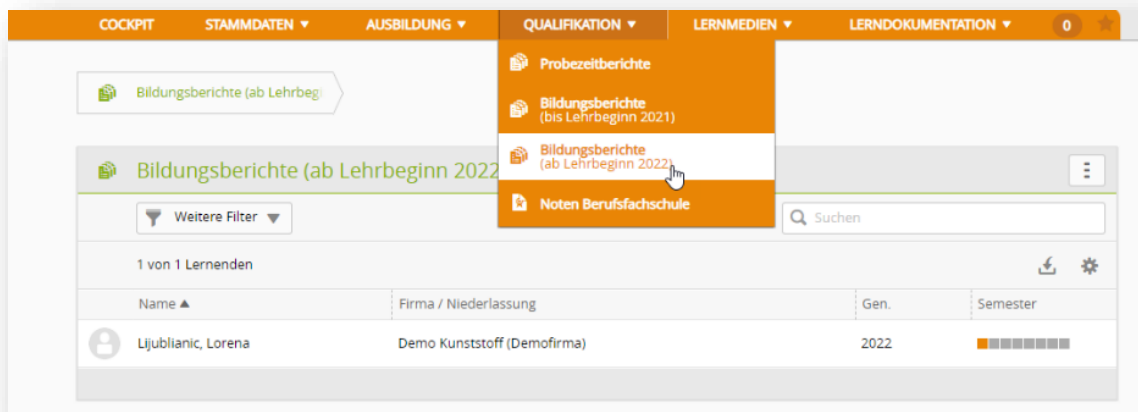 COCKPIT STAMMDATEN ▼ AUSBILDUNG ▼ QUALIFIKATION ▼ LERNMEDIEN ▼ LERNDOKUMENTATION ▼ 0
Probezeitberichte
Bildungsberichte (ab Lehrbegi
Bildungsberichte
(bis Lehrbeginn 2021)
Bildungsberichte
(ab Lehrbeginn 2022)
Bildungsberichte (ab Lehrbeginn 2022
Noten Berufsfachschule
Weitere Filter ▼ Suchen
1 von 1 Lernenden
Name ▲ Firma / Niederlassung Gen. Semester
Lijublianic, Lorena Demo Kunststoff (Demofirma) 2022